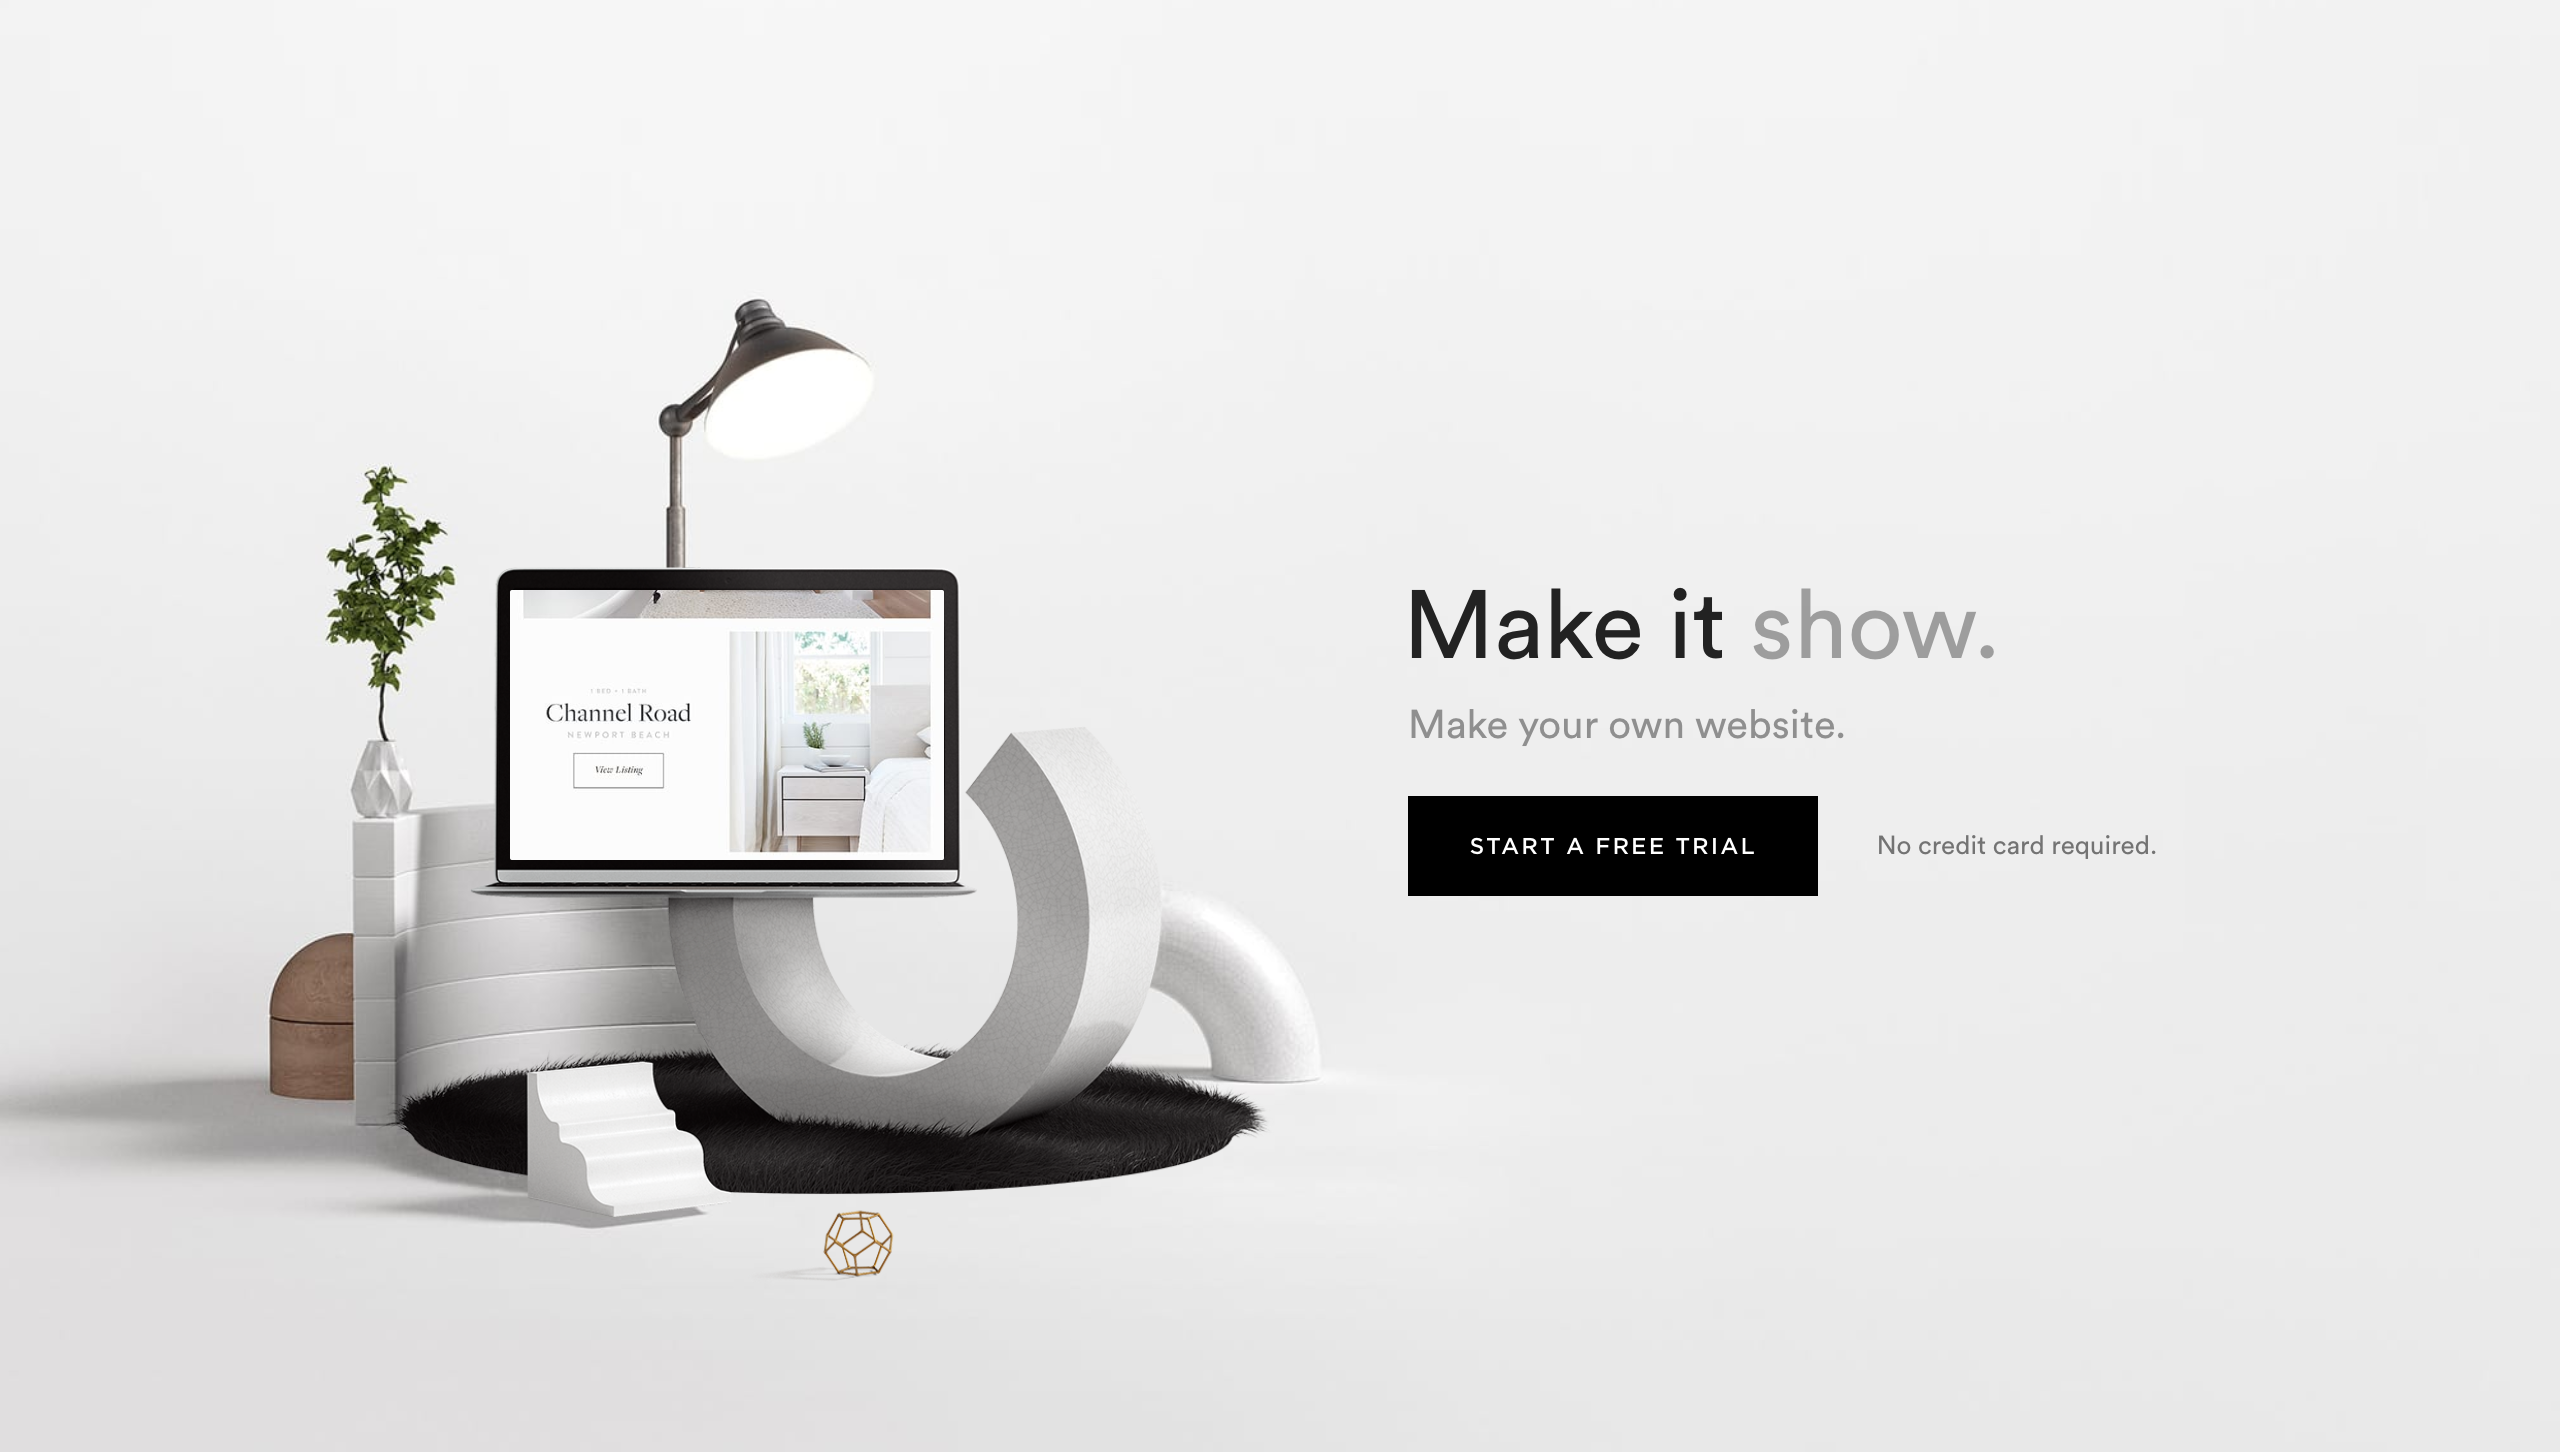 1 BED • 1 BATH
Channel Road
NEWPORT BEACH
View Listing
Make it show.
Make your own website.
START A FREE TRIAL
No credit card required.